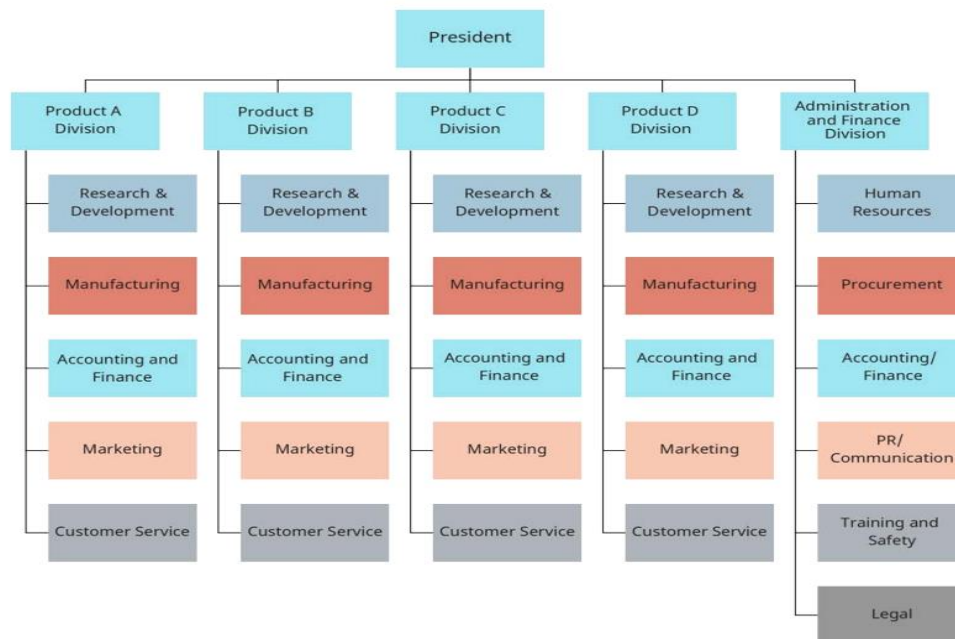 President
Product A
Division
Product B
Division
Product C
Division
Product D
Division
Administration
and Finance
Division
Research &
Development
Research &
Development
Research &
Development
Research &
Development
Human
Resources
Manufacturing
Manufacturing
Manufacturing
Manufacturing
Procurement
Accounting and
Finance
Accounting and
Finance
Accounting and
Finance
Accounting and
Finance
Accounting/
Finance
Marketing
Marketing
Marketing
Marketing
PR/
Communication
Customer Service
Customer Service
Customer Service
Customer Service
Training and
Safety
Legal